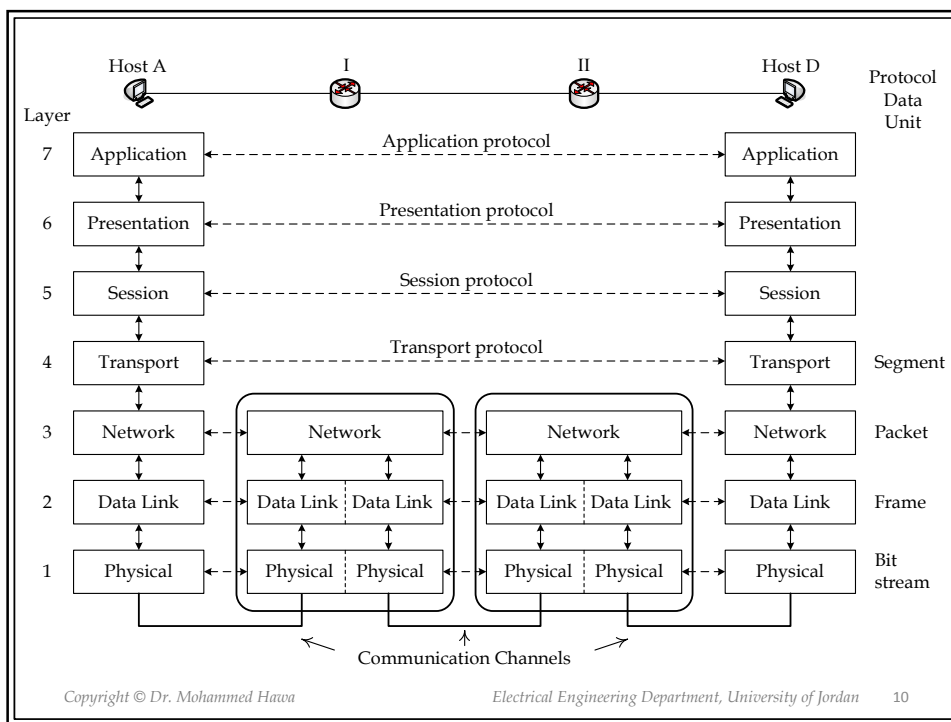 Host A I II Host D Protocol
Data
Unit
Layer
7 Application Application protocol Application
6 Presentation Presentation protocol Presentation
5 Session Session protocol Session
4 Transport Transport protocol Transport Segment
3 Network Network Network Network Packet
2 Data Link Data Link Data Link Data Link Data Link Data Link Frame
1 Physical Physical Physical Physical Physical Physical Bit
stream
Communication Channels
Copyright © Dr. Mohammed Hawa Electrical Engineering Department, University of Jordan 10